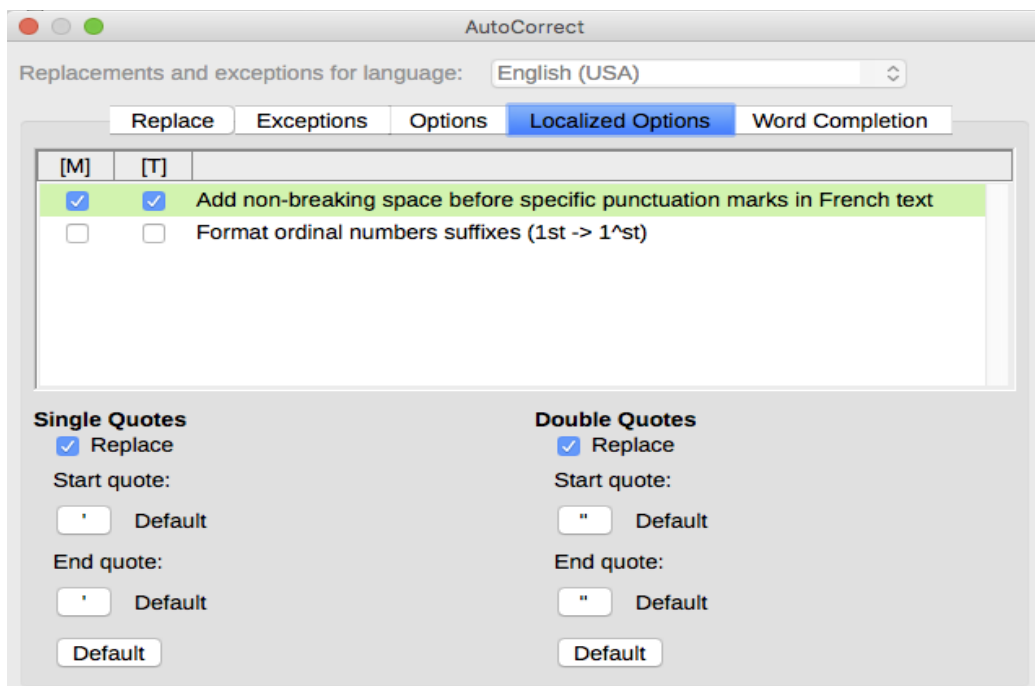 AutoCorrect
Replacements and exceptions for language: English (USA)
Replace Exceptions Options Localized Options Word Completion
[M] [T]
Add non-breaking space before specific punctuation marks in French text
Format ordinal numbers suffixes (1st -> 1^st)
Single Quotes Double Quotes
Replace Replace
Start quote: Start quote:
' Default " Default
End quote: End quote:
' Default " Default
Default Default